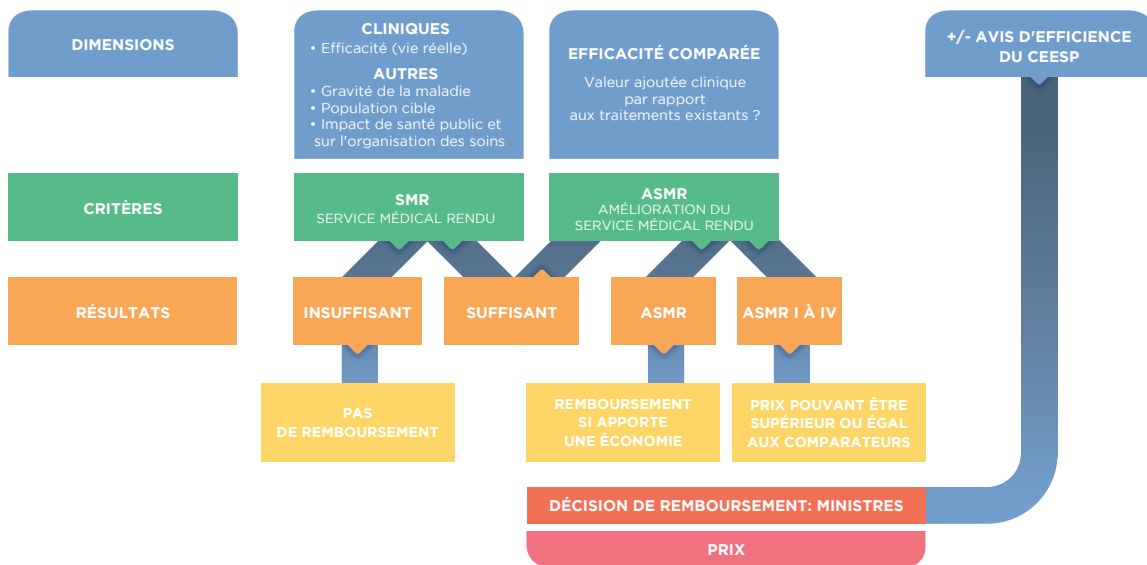 DIMENSIONS
CLINIQUES
• Efficacité (vie réelle)
AUTRES
• Gravité de la maladie
• Population cible
• Impact de santé public et
sur l'organisation des soins
EFFICACITÉ COMPARÉE
Valeur ajoutée clinique
par rapport
aux traitements existants ?
+/- AVIS D'EFFICIENCE
DU CEESP
CRITÈRES
SMR
SERVICE MÉDICAL RENDU
ASMR
AMÉLIORATION DU
SERVICE MÉDICAL RENDU
RÉSULTATS
INSUFFISANT
SUFFISANT
ASMR
ASMR I À IV
PAS
DE REMBOURSEMENT
REMBOURSEMENT
SI APPORTE
UNE ÉCONOMIE
PRIX POUVANT ÊTRE
SUPÉRIEUR OU ÉGAL
AUX COMPARATEURS
DÉCISION DE REMBOURSEMENT: MINISTRES
PRIX